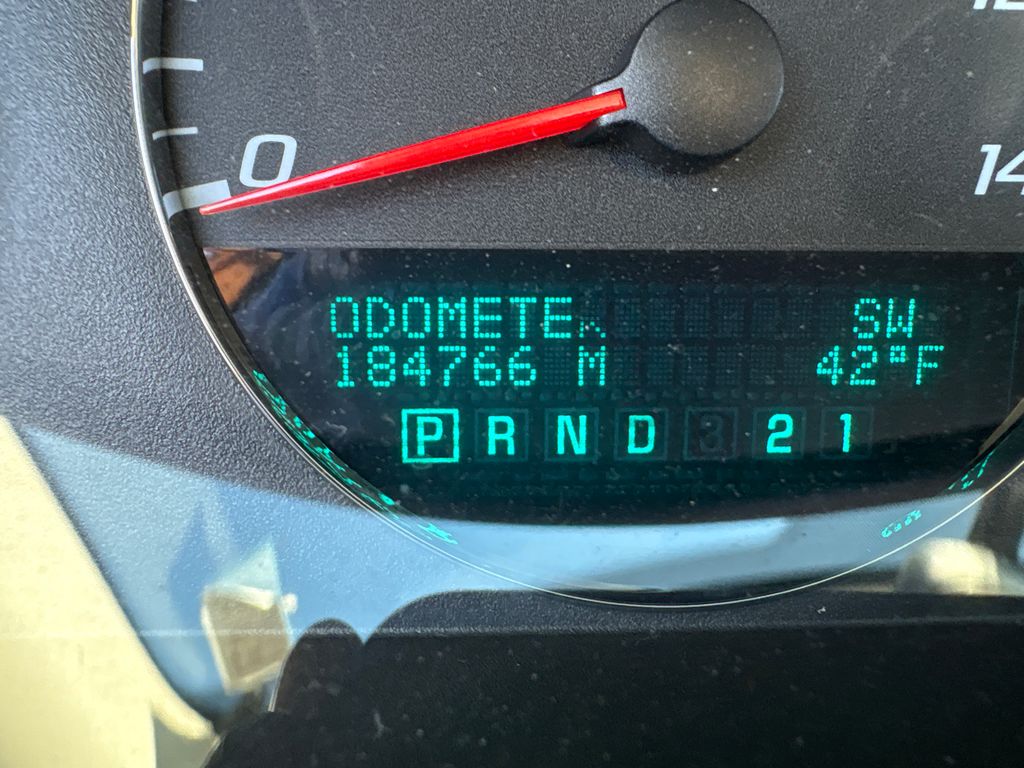 0
14
ODOMETE SW
184766 M 42°F
P R N D 3 2 1